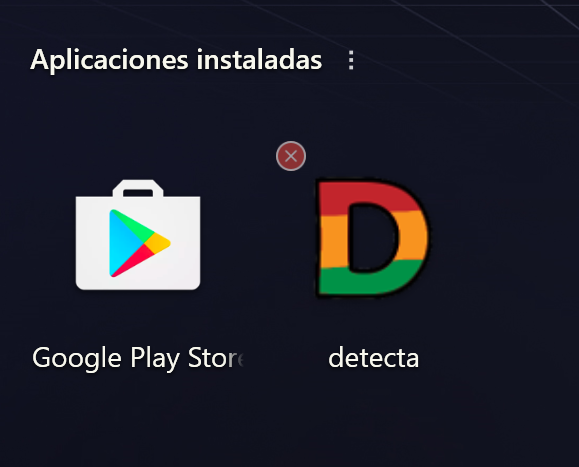 Aplicaciones instaladas
D
Google Play Store
detecta